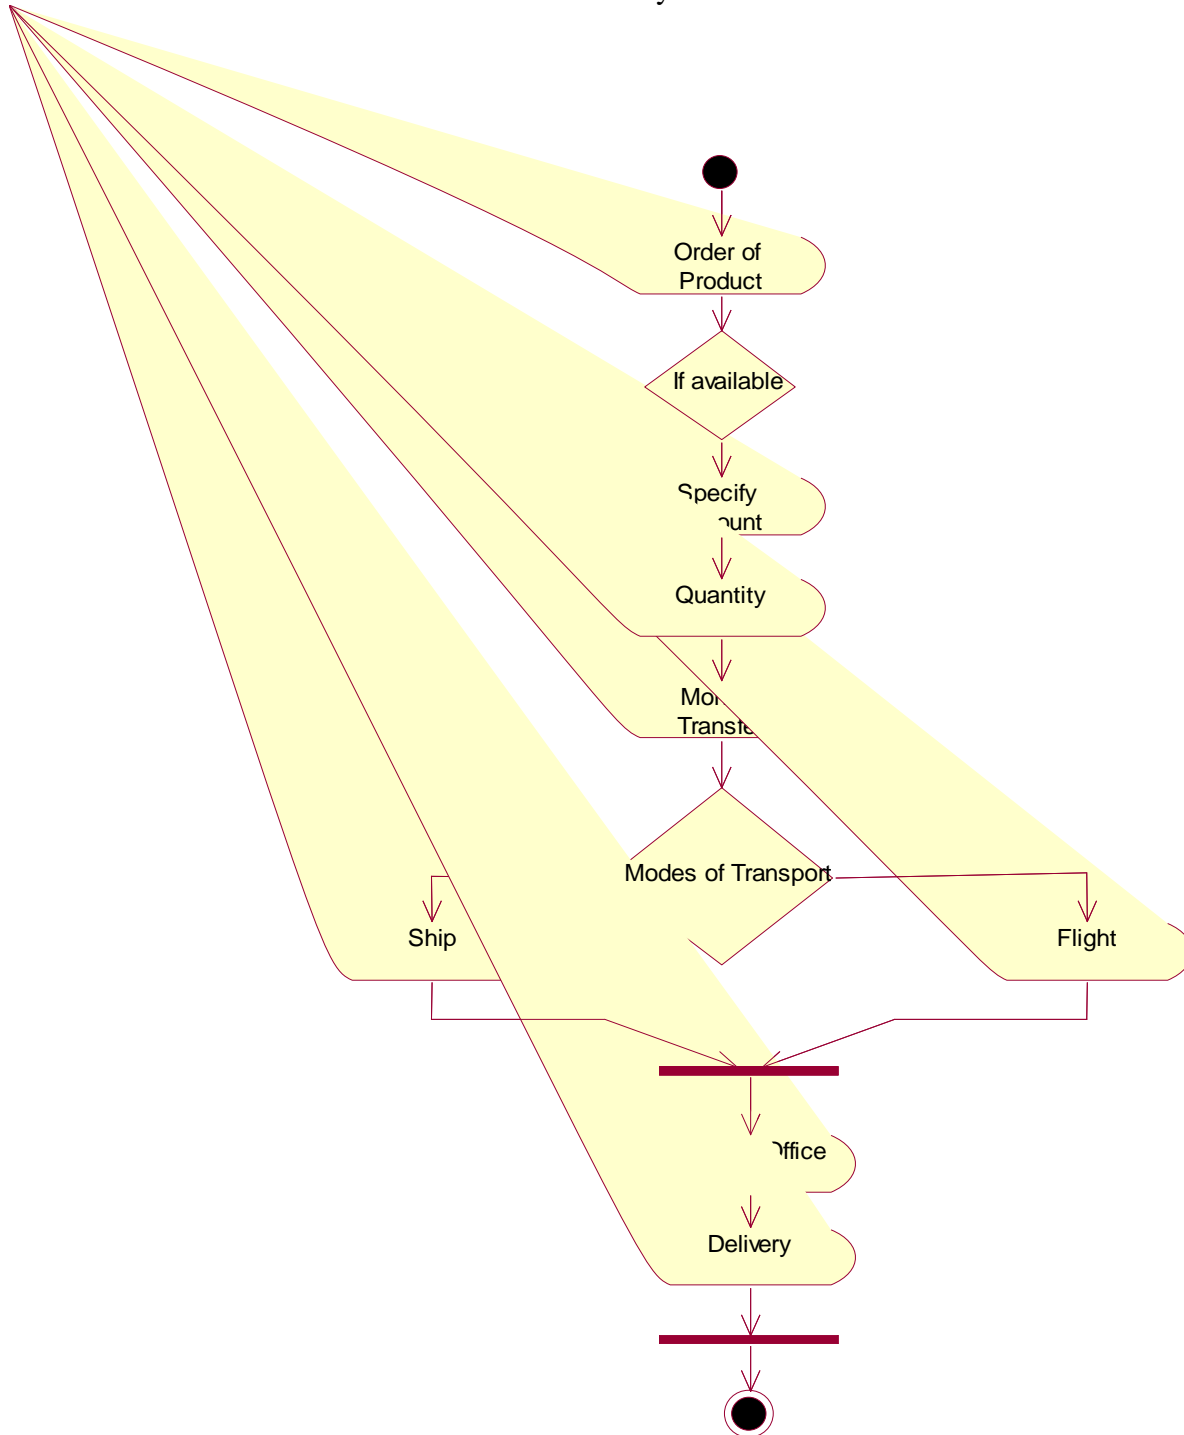 Order of
Product
If available
Specify
Quantity
Modes of Transport
Ship
Flight
Delivery